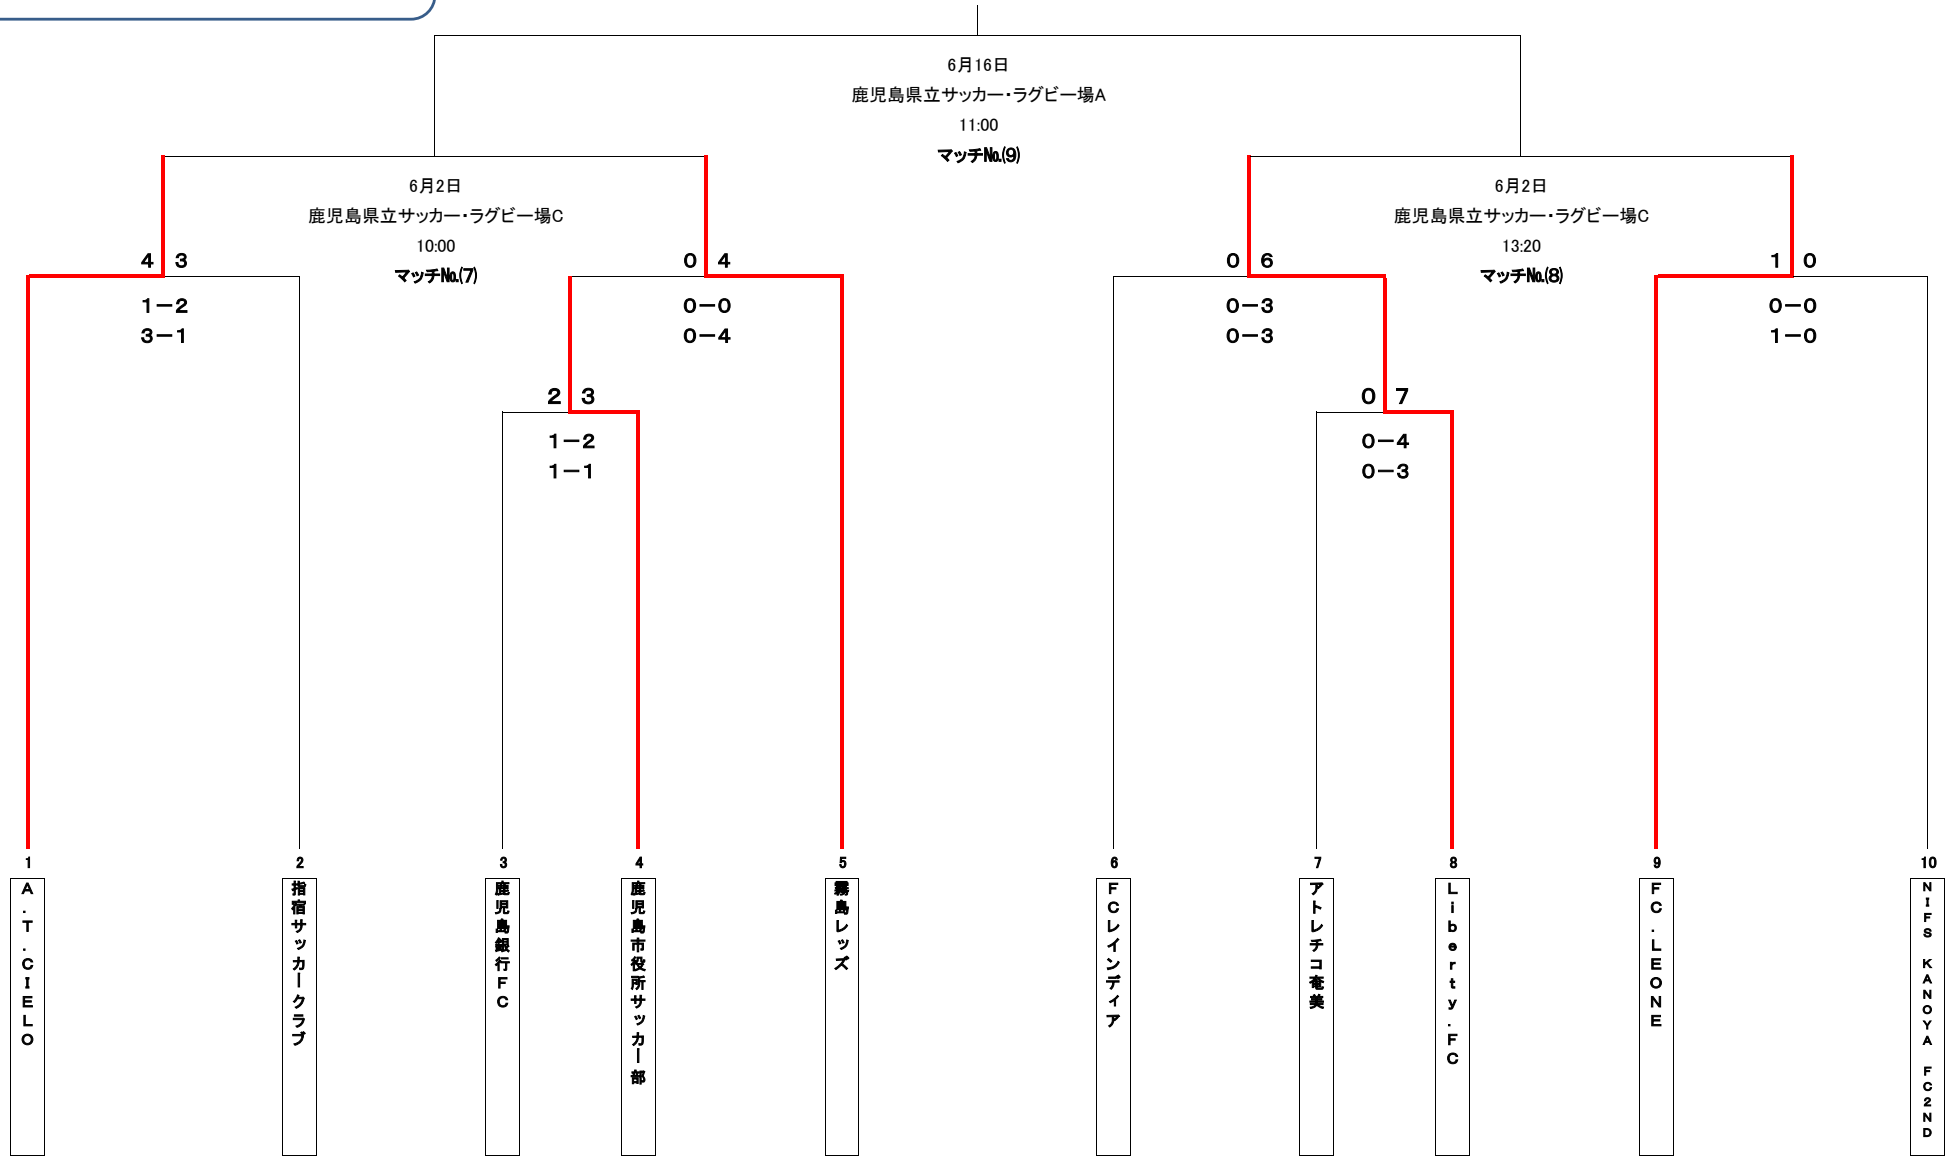 6月16日
鹿児島県立サッカー・ラグビー場A
11:00
マッチ№(9)
6月2日
鹿児島県立サッカー・ラグビー場C
10:00
マッチ№(7)
6月2日
鹿児島県立サッカー・ラグビー場C
13:20
マッチ№(8)
4 3
1－2
3－1
0 4
0－0
0－4
0 6
0－3
0－3
1 0
0－0
1－0
2 3
1－2
1－1
0 7
0－4
0－3
1
A.T.CIELO
2
指宿サッカークラブ
3
鹿児島銀行FC
4
鹿児島市役所サッカー部
5
霧島レッズ
6
FCレインディア
7
アトレチコ奄美
8
Liberty.FC
9
FC.LEONE
10
NIFS KANOYA FC2ND